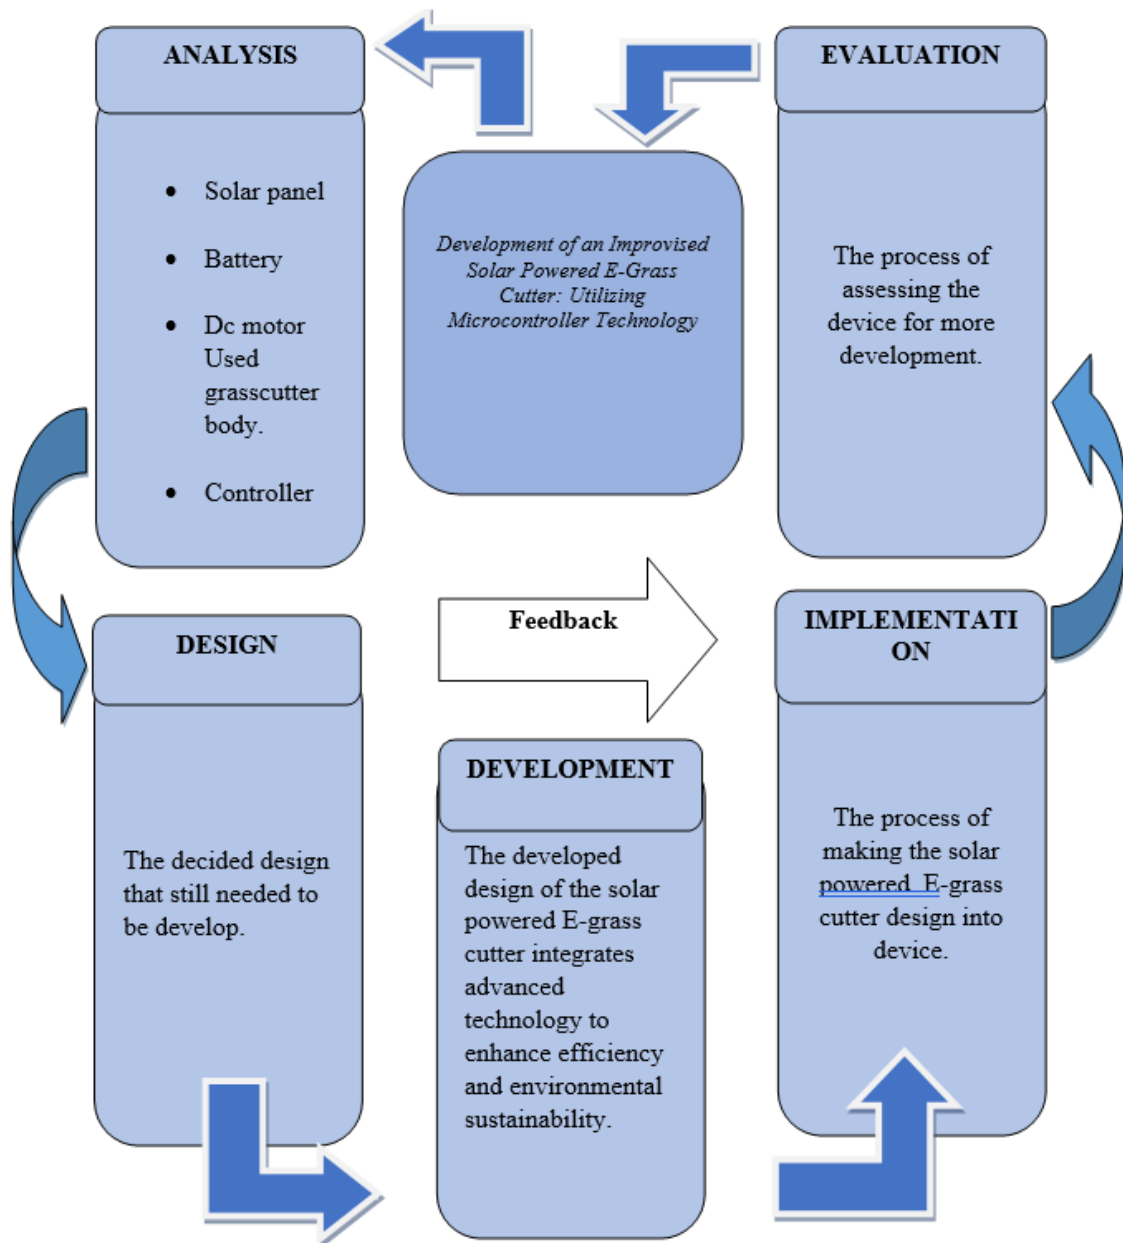 ANALYSIS
• Solar panel
• Battery
• Dc motor
Used
grasscutter
body.
• Controller
Development of an Improvised
Solar Powered E-Grass
Cutter: Utilizing
Microcontroller Technology
EVALUATION
The process of
assessing the
device for more
development.
DESIGN
The decided design
that still needed to
be develop.
Feedback
DEVELOPMENT
The developed
design of the solar
powered E-grass
cutter integrates
advanced
technology to
enhance efficiency
and environmental
sustainability.
IMPLEMENTATI
ON
The process of
making the solar
powered E-grass
cutter design into
device.